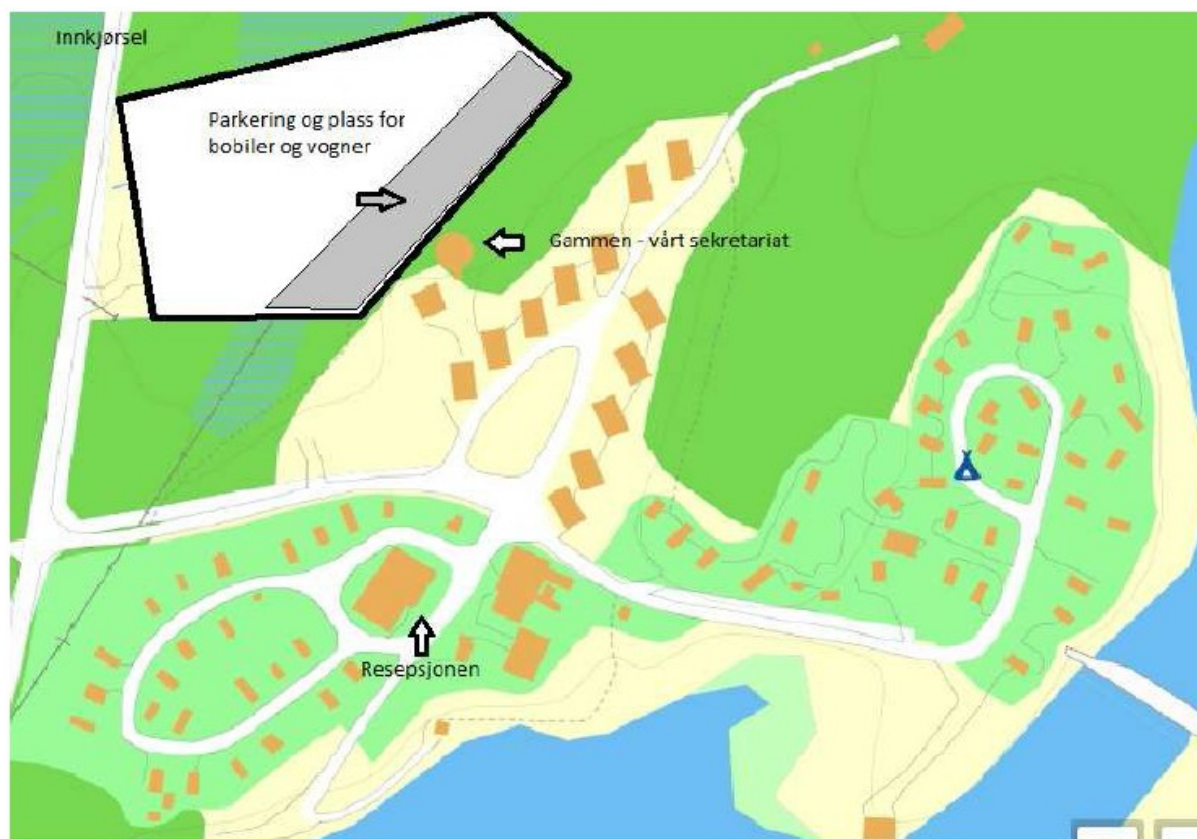 Innkjørsel
Parkering og plass for
bobiler og vogner
Gammen - vårt sekretariat
Resepsjonen